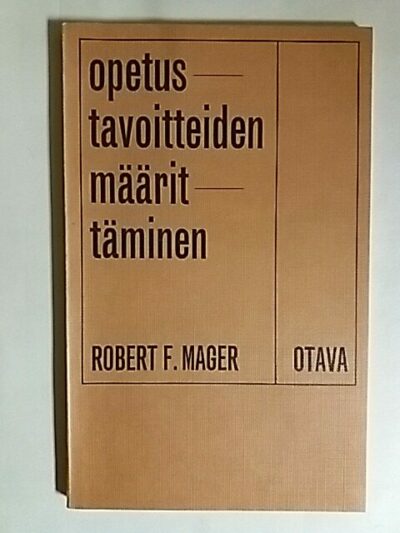 opetus—
tavoitteiden
määrit—
täminen
ROBERT F. MAGER
OTAVA